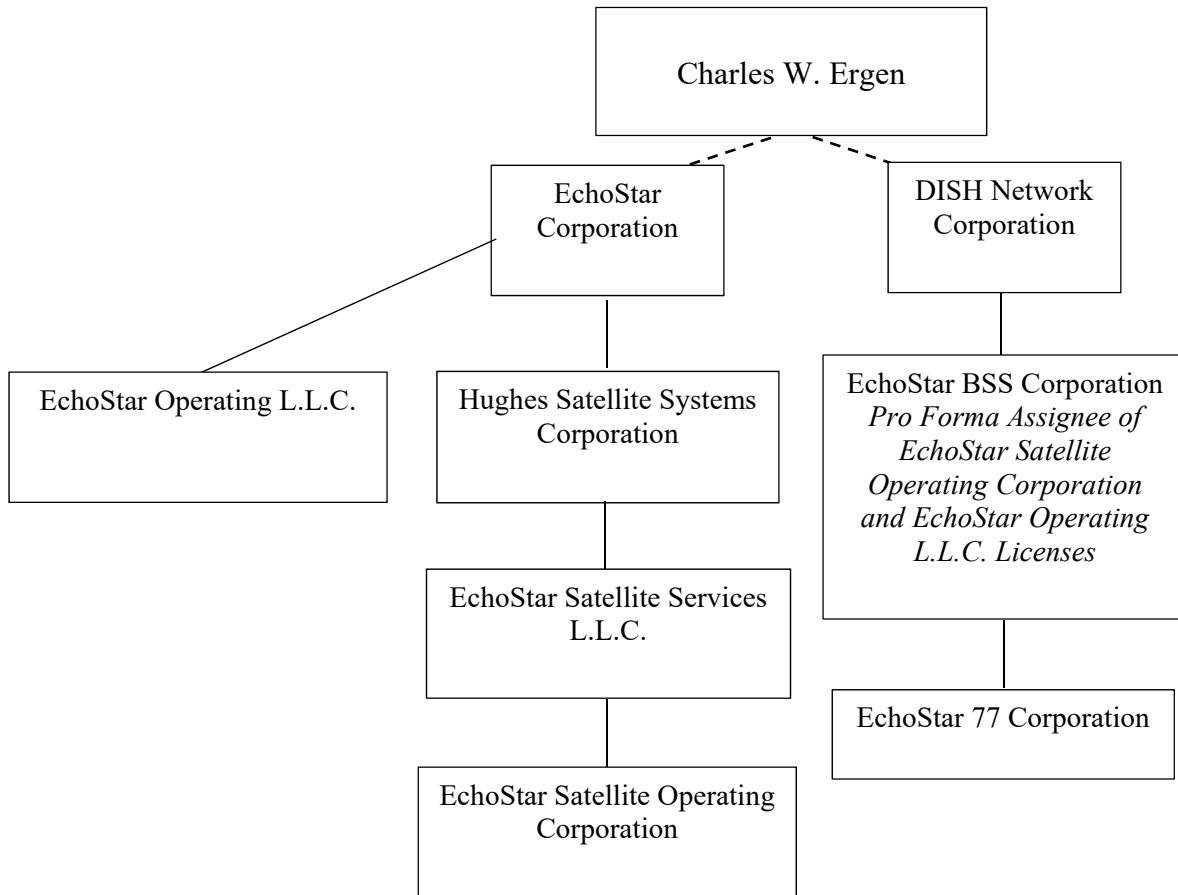 Charles W. Ergen
EchoStar
Corporation
DISH Network
Corporation
EchoStar Operating L.L.C.
Hughes Satellite Systems
Corporation
EchoStar BSS Corporation
Pro Forma Assignee of
EchoStar Satellite
Operating Corporation
and EchoStar Operating
L.L.C. Licenses
EchoStar Satellite Services
L.L.C.
EchoStar 77 Corporation
EchoStar Satellite Operating
Corporation